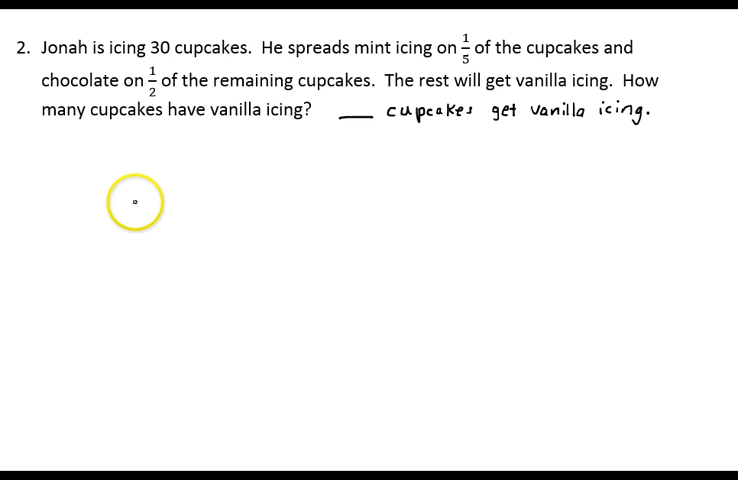 2. Jonah is icing 30 cupcakes. He spreads mint icing on 1/5 of the cupcakes and
chocolate on 1/2 of the remaining cupcakes. The rest will get vanilla icing. How
many cupcakes have vanilla icing? __ cupcakes get vanilla icing.